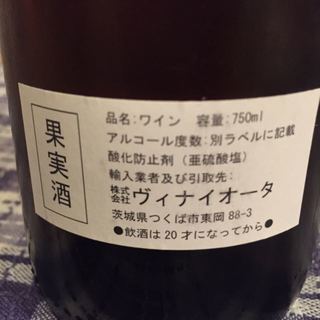 果実酒
品名:ワイン 容量:750ml
アルコール度数:別ラベルに記載
酸化防止剤(亜硫酸塩)
輸入業者及び引取先:
株式会社ヴィナイオータ
茨城県つくば市東岡 88-3
●飲酒は20才になってから●